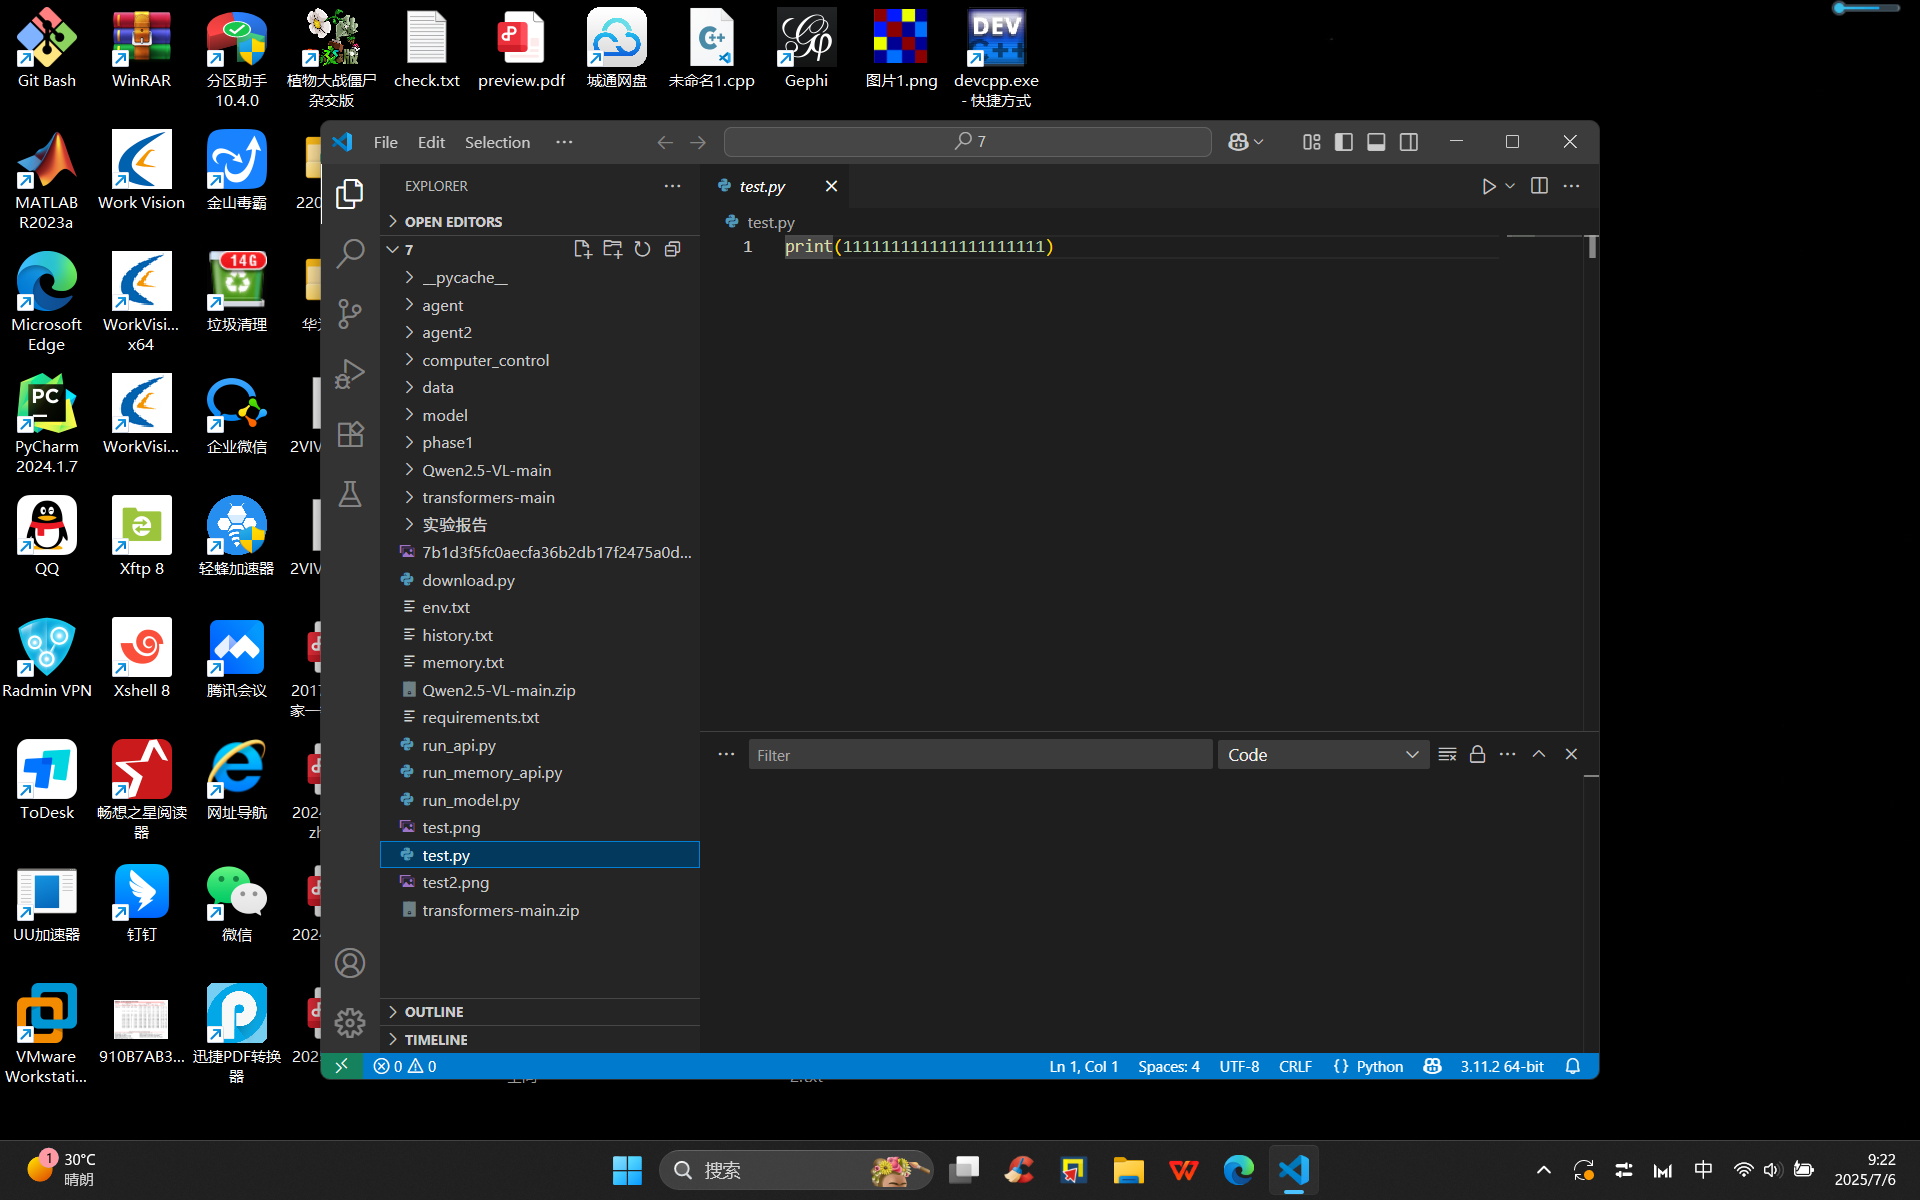 Git Bash
WinRAR
分区助手
10.4.0
植物大战僵尸
杂交版
check.txt
preview.pdf
城通网盘
未命名1.cpp
Gephi
图片1.png
DEV
devcpp.exe
- 快捷方式
MATLAB
R2023a
Work Vision
金山毒霸
220
Microsoft
Edge
WorkVisi...
x64
14G
垃圾清理
PC
PyCharm
2024.1.7
WorkVisi...
企业微信
2VIV
QQ
Xftp 8
轻蜂加速器
2VIV
Radmin VPN
Xshell 8
腾讯会议
2017
家一
ToDesk
畅想之星阅读
器
网址导航
2024
zh
UU加速器
钉钉
微信
202
VMware
Workstati...
910B7AB3...
迅捷PDF转换
器
202
File
Edit
Selection
···
7
EXPLORER
OPEN EDITORS
7
__pycache__
agent
agent2
computer_control
data
model
phase1
Qwen2.5-VL-main
transformers-main
实验报告
7b1d3f5fc0aecfa36b2db17f2475a0d...
download.py
env.txt
history.txt
memory.txt
Qwen2.5-VL-main.zip
requirements.txt
run_api.py
run_memory_api.py
run_model.py
test.png
test.py
test2.png
transformers-main.zip
OUTLINE
TIMELINE
test.py
test.py
1
print(111111111111111111111)
Filter
Code
0
0
Ln 1, Col 1
Spaces: 4
UTF-8
CRLF
{} Python
3.11.2 64-bit
1
30°C
晴朗
搜索
中
9:22
2025/7/6